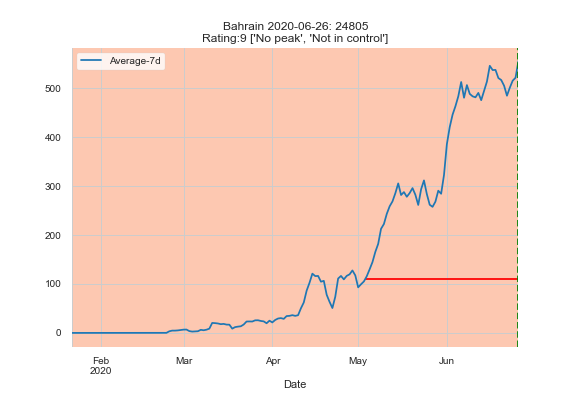 Bahrain 2020-06-26: 24805
Rating:9 ['No peak', 'Not in control']
Average-7d
500
400
300
200
100
0
Feb
2020
Mar
Apr
May
Jun
Date